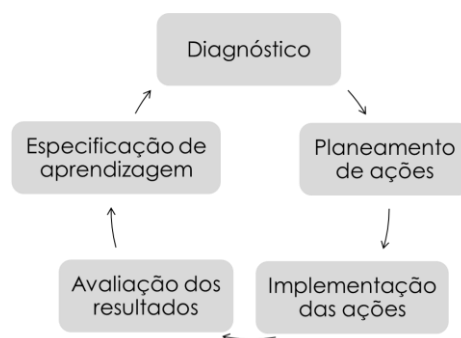 Diagnóstico
Planeamento
de ações
Implementação
das ações
Avaliação dos
resultados
Especificação de
aprendizagem